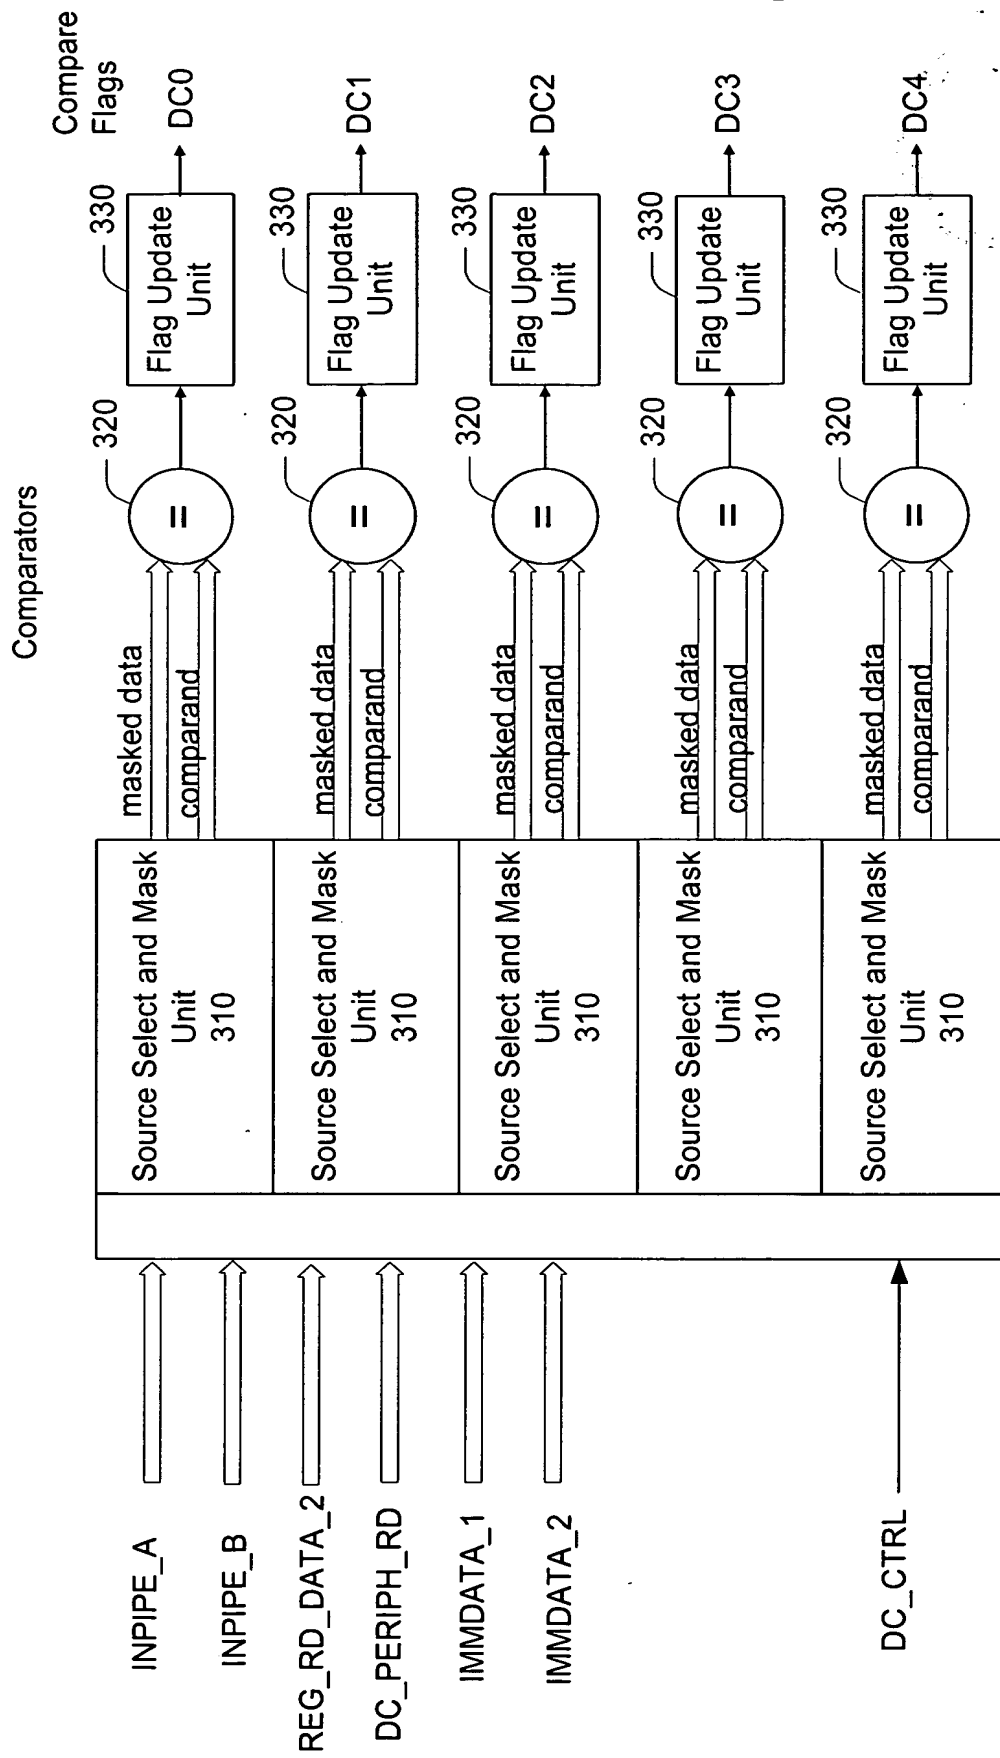 Comparators
Compare
Flags
INPIPE_A
INPIPE_B
REG_RD_DATA_2
DC_PERIPH_RD
IMMDATA_1
IMMDATA_2
DC_CTRL
Source Select and Mask
Unit
310
masked data
comparand
=
320
Flag Update
Unit
330
DC0
Source Select and Mask
Unit
310
masked data
comparand
=
320
Flag Update
Unit
330
DC1
Source Select and Mask
Unit
310
masked data
comparand
=
320
Flag Update
Unit
330
DC2
Source Select and Mask
Unit
310
masked data
comparand
=
320
Flag Update
Unit
330
DC3
Source Select and Mask
Unit
310
masked data
comparand
=
320
Flag Update
Unit
330
DC4